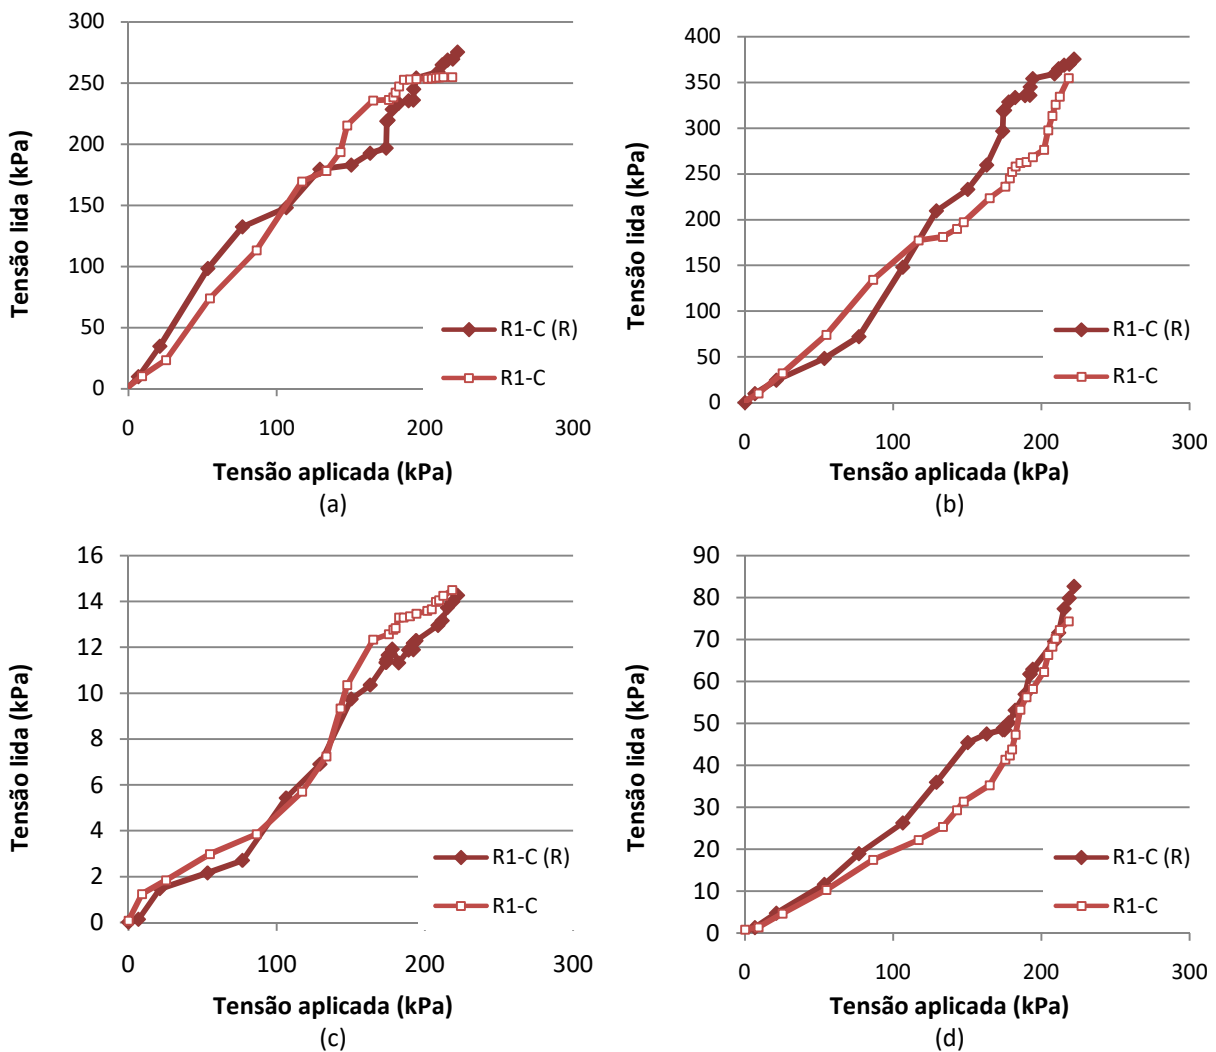 300
250
200
150
100
50
0
Tensão lida (kPa)
R1-C (R)
R1-C
0 100 200 300
Tensão aplicada (kPa)
(a)
400
350
300
250
200
150
100
50
0
Tensão lida (kPa)
R1-C (R)
R1-C
0 100 200 300
Tensão aplicada (kPa)
(b)
16
14
12
10
8
6
4
2
0
Tensão lida (kPa)
R1-C (R)
R1-C
0 100 200 300
Tensão aplicada (kPa)
(c)
90
80
70
60
50
40
30
20
10
0
Tensão lida (kPa)
R1-C (R)
R1-C
0 100 200 300
Tensão aplicada (kPa)
(d)